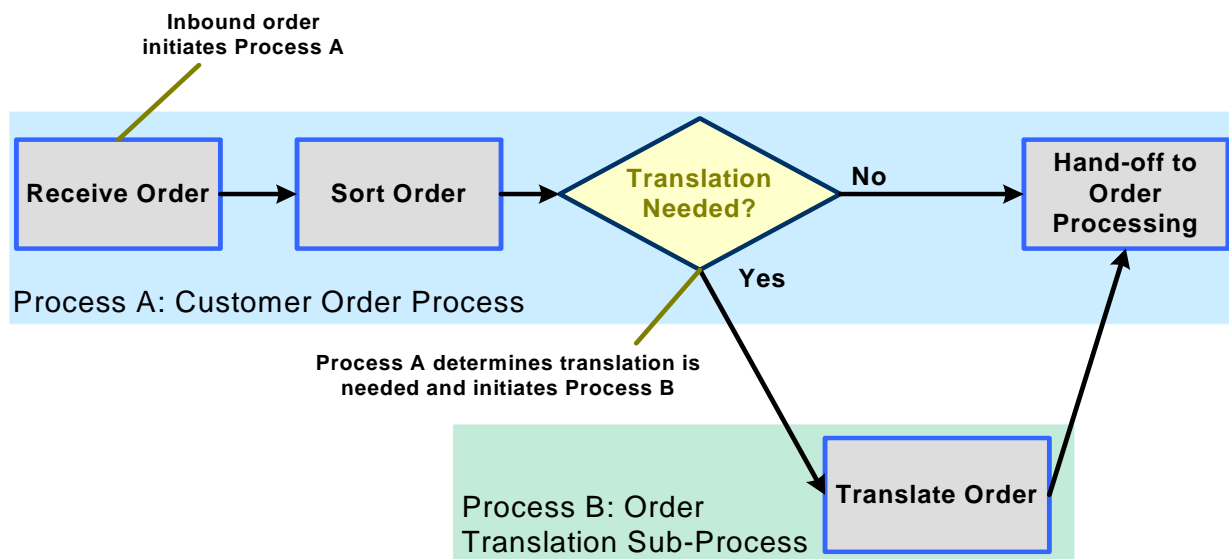 Inbound order
initiates Process A
Receive Order
Sort Order
Translation
Needed?
No
Hand-off to
Order
Processing
Yes
Process A: Customer Order Process
Process A determines translation is
needed and initiates Process B
Translate Order
Process B: Order
Translation Sub-Process